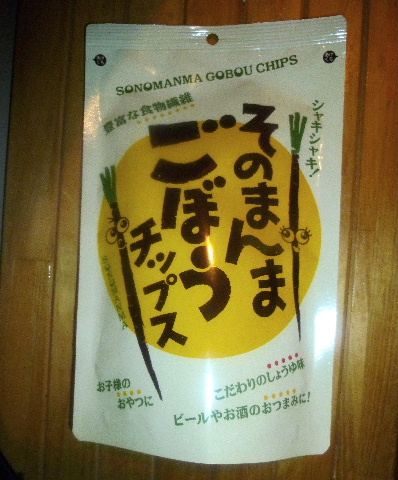 SONOMANMA GOBOU CHIPS
豊富な食物繊維
シャキシャキ!
そのまんま
ごぼう
チップス
SONOMANMA
お子様の
おやつに
こだわりのしょうゆ味
ビールやお酒のおつまみに!